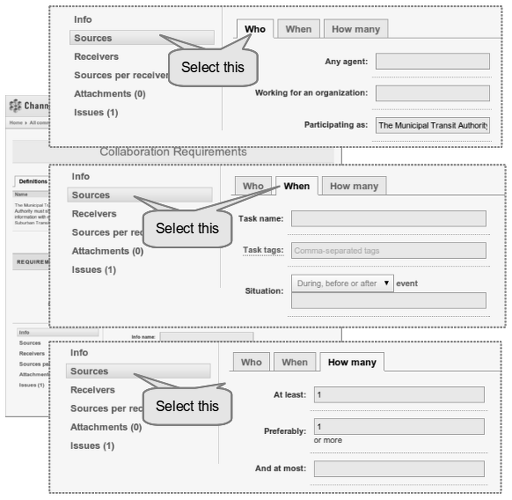 Info
Sources
Receivers
Sources per receiver
Attachments (0)
Issues (1)
Select this
Who
When
How many
Any agent:
Working for an organization:
Participating as:
The Municipal Transit Authority
Chann
Home > All
Collaboration Requirements
Definitions
Name
The Municipal
Authority must
information with
Suburban Transi
REQUIREM
Info
Sources
Receivers
Sources per rec
Attachments (0)
Issues (1)
Select this
Who
When
How many
Task name:
Task tags:
Comma-separated tags
Situation:
During, before or after
event
Info
Sources
Receivers
Sources pe
Attachment
Issues (1)
Info name
Info
Sources
Receivers
Sources per rec
Attachments (0)
Issues (1)
Select this
Who
When
How many
At least:
1
Preferably:
1
or more
And at most: